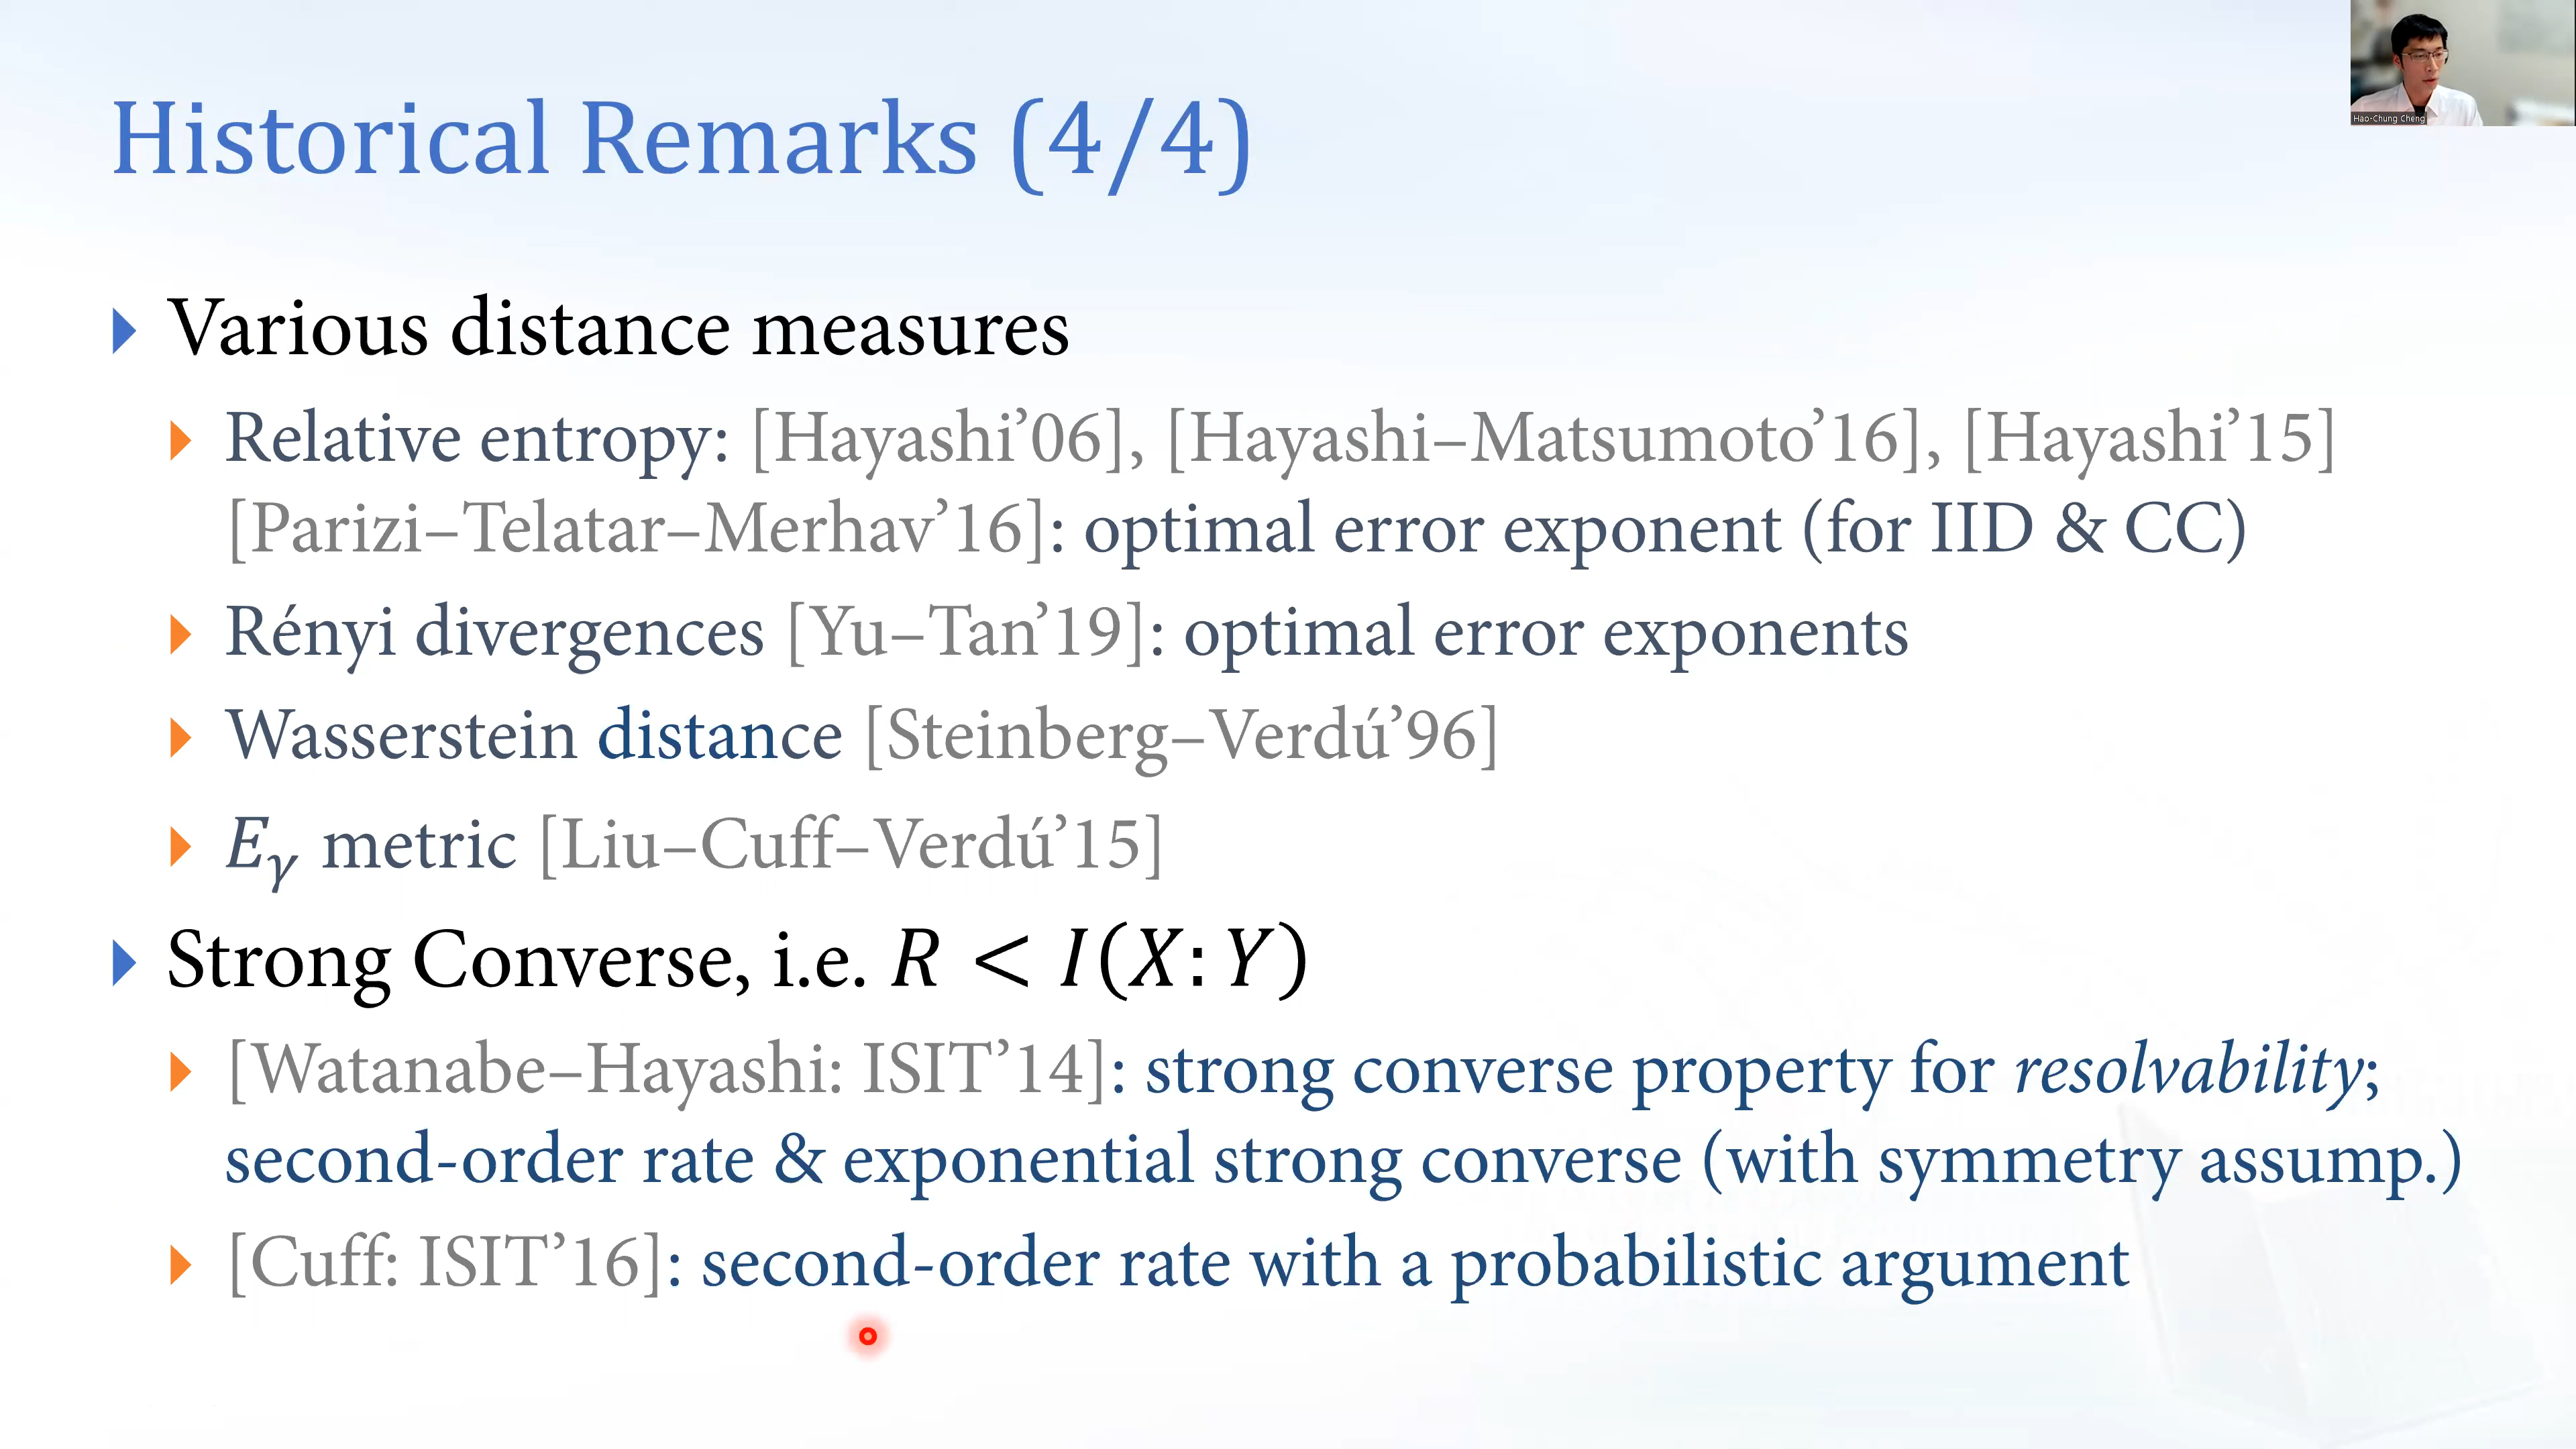 Hao-Chung Cheng
Historical Remarks (4/4)
Various distance measures
Relative entropy: [Hayashi’06], [Hayashi–Matsumoto’16], [Hayashi’15]
[Parizi–Telatar–Merhav’16]: optimal error exponent (for IID & CC)
Rényi divergences [Yu–Tan’19]: optimal error exponents
Wasserstein distance [Steinberg–Verdú’96]
E_γ metric [Liu–Cuff–Verdú’15]
Strong Converse, i.e. R < I(X:Y)
[Watanabe–Hayashi: ISIT’14]: strong converse property for resolvability;
second-order rate & exponential strong converse (with symmetry assump.)
[Cuff: ISIT’16]: second-order rate with a probabilistic argument